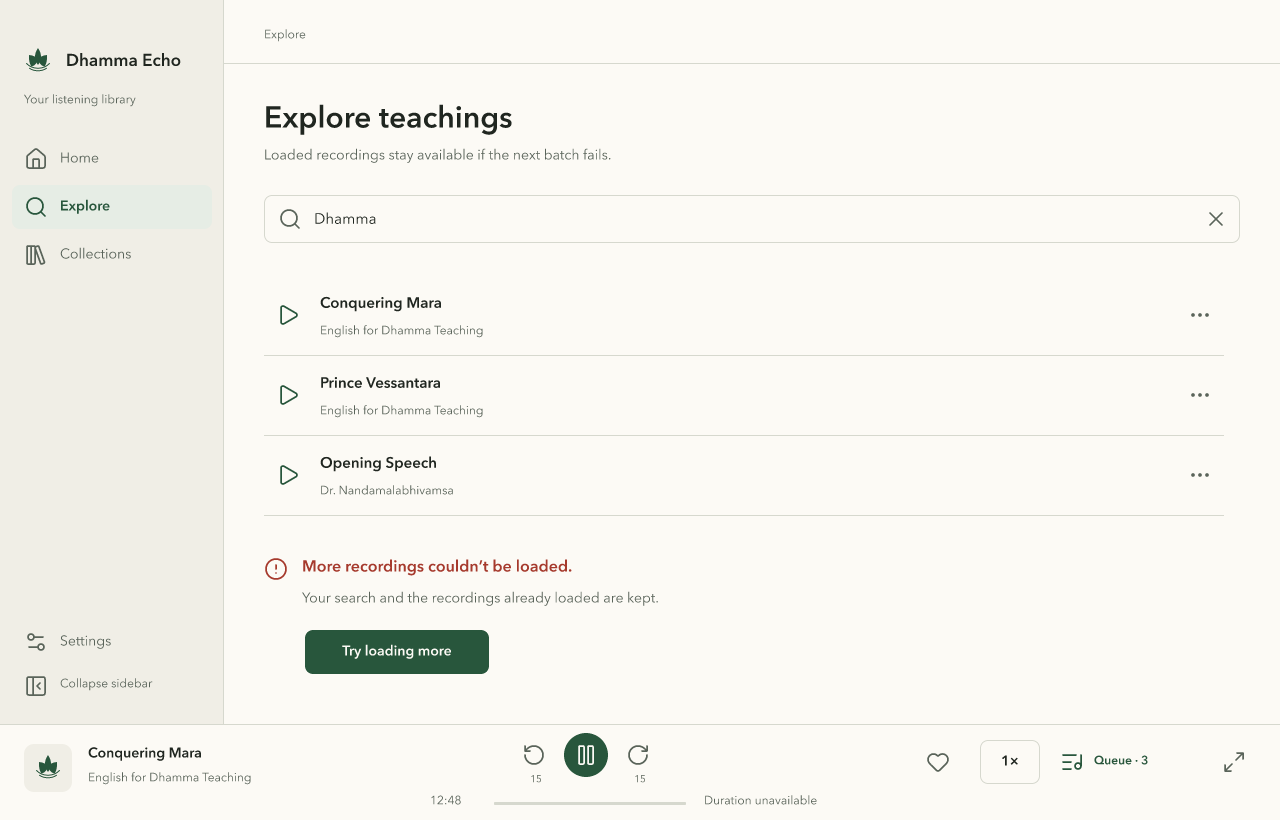 Dhamma Echo
Your listening library
Home
Explore
Collections
Settings
Collapse sidebar
Explore
Explore teachings
Loaded recordings stay available if the next batch fails.
Dhamma
Conquering Mara
English for Dhamma Teaching
Prince Vessantara
English for Dhamma Teaching
Opening Speech
Dr. Nandamalabhivamsa
More recordings couldn’t be loaded.
Your search and the recordings already loaded are kept.
Try loading more
Conquering Mara
English for Dhamma Teaching
15
15
12:48
Duration unavailable
1×
Queue · 3